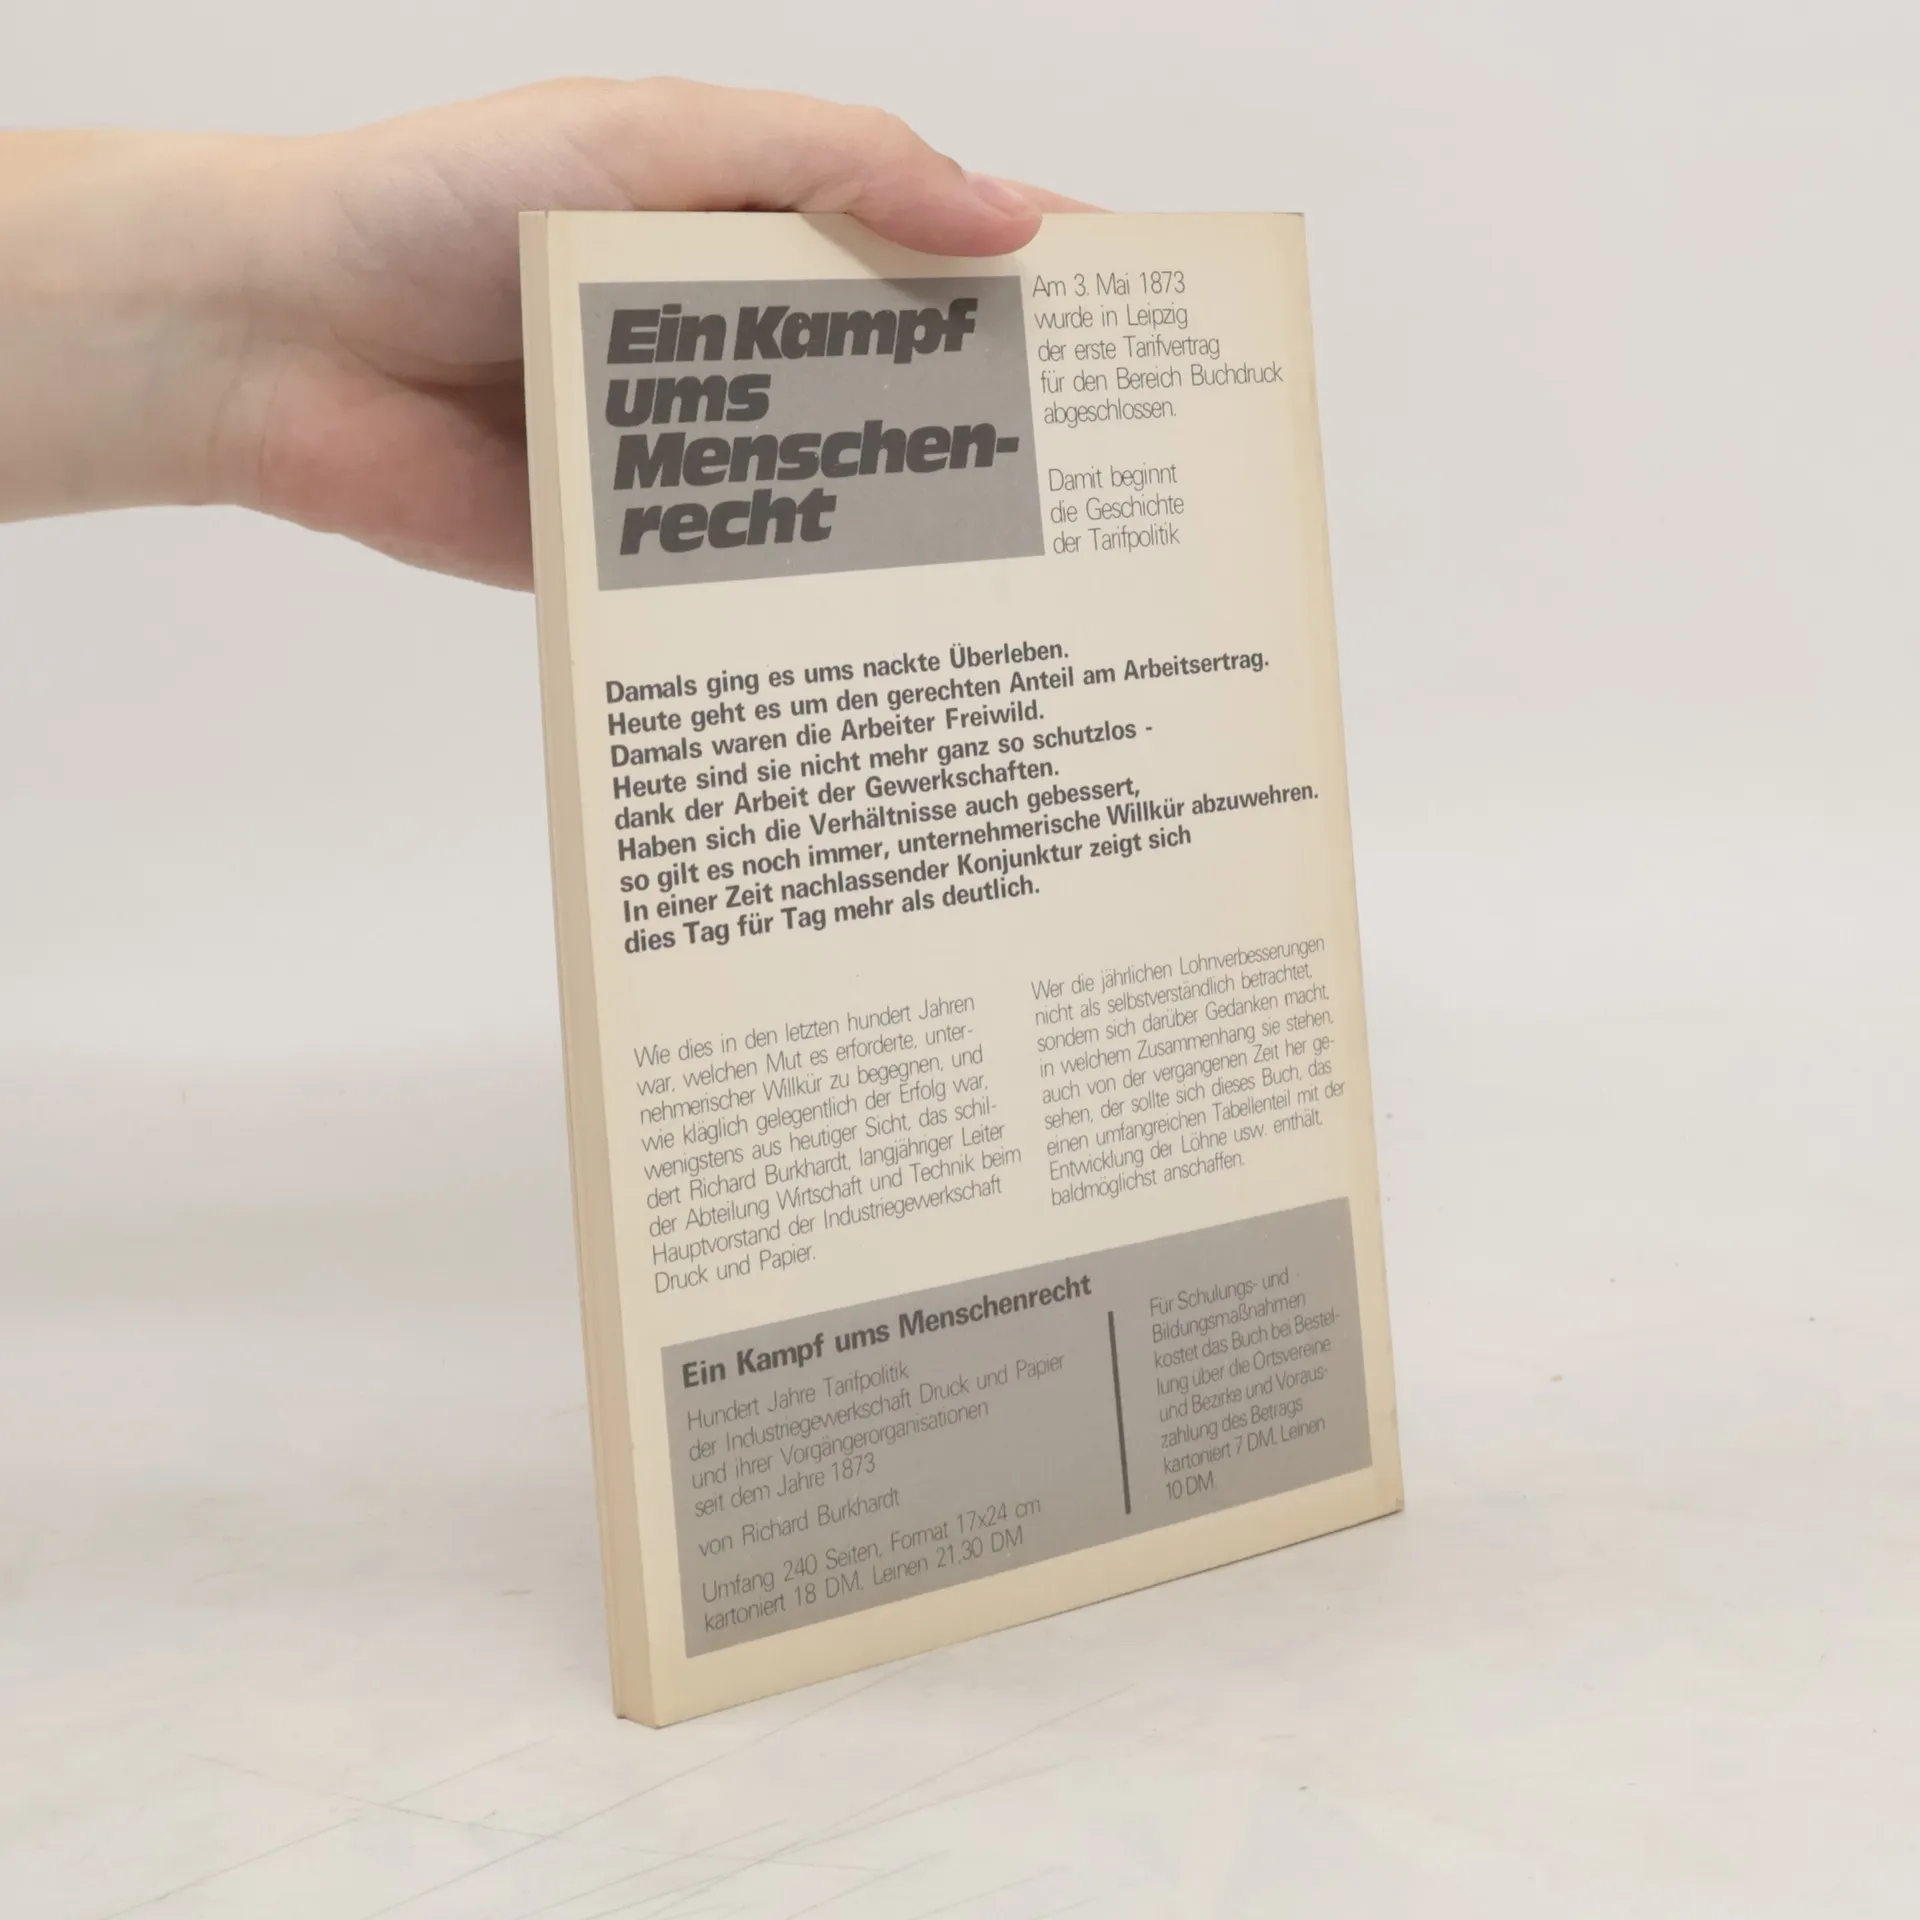 Ein Kampf
ums
Menschen-
recht
Am 3. Mai 1873
wurde in Leipzig
der erste Tarifvertrag
für den Bereich Buchdruck
abgeschlossen.
Damit beginnt
die Geschichte
der Tarifpolitik
Damals ging es ums nackte Überleben.
Heute geht es um den gerechten Anteil am Arbeitsertrag.
Damals waren die Arbeiter Freiwild.
Heute sind sie nicht mehr ganz so schutzlos -
dank der Arbeit der Gewerkschaften.
Haben sich die Verhältnisse auch gebessert,
so gilt es noch immer, unternehmerische Willkür abzuwehren.
In einer Zeit nachlassender Konjunktur zeigt sich
dies Tag für Tag mehr als deutlich.
Wie dies in den letzten hundert Jahren
war, welchen Mut es erforderte, unter-
nehmerischer Willkür zu begegnen, und
wie kläglich gelegentlich der Erfolg war,
wenigstens aus heutiger Sicht, das schil-
dert Richard Burkhardt, langjähriger Leiter
der Abteilung Wirtschaft und Technik beim
Hauptvorstand der Industriegewerkschaft
Druck und Papier.
Wer die jährlichen Lohnverbesserungen
nicht als selbstverständlich betrachtet,
sondern sich darüber Gedanken macht,
in welchem Zusammenhang sie stehen,
auch von der vergangenen Zeit her ge-
sehen, der sollte sich dieses Buch, das
einen umfangreichen Tabellenteil mit der
Entwicklung der Löhne usw. enthält,
baldmöglichst anschaffen.
Ein Kampf ums Menschenrecht
Hundert Jahre Tarifpolitik
der Industriegewerkschaft Druck und Papier
und ihrer Vorgängerorganisationen
seit dem Jahre 1873
von Richard Burkhardt
Umfang 240 Seiten, Format 17x24 cm
kartoniert 18 DM, Leinen 21,30 DM
Für Schulungs- und
Bildungsmaßnahmen
kostet das Buch bei Bestel-
lung über die Ortsvereine
und Bezirke und Voraus-
zahlung des Betrags
kartoniert 7 DM, Leinen
10 DM.